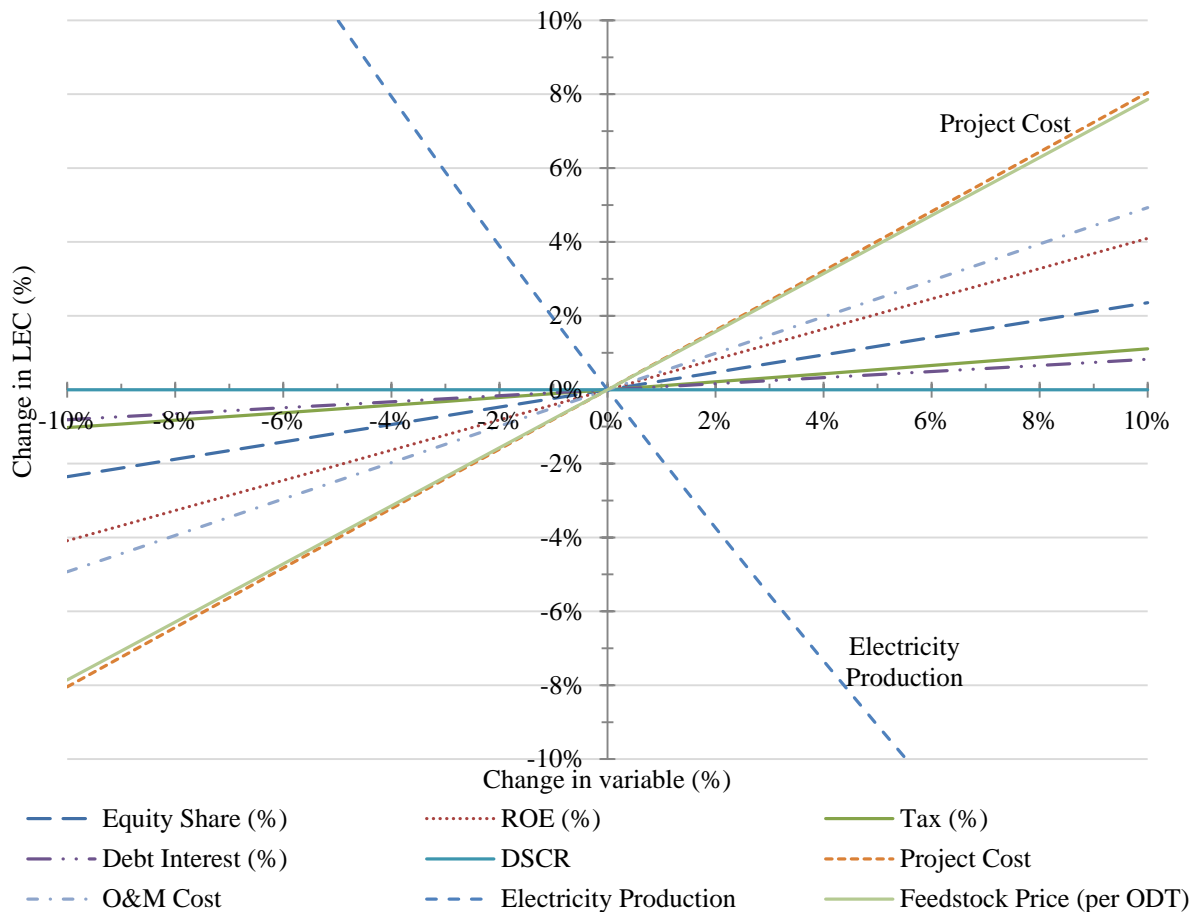 10%
8%
Project Cost
6%
4%
2%
Change in LEC (%)
0%
-10% -8% -6% -4% -2% 0% 2% 4% 6% 8% 10%
-2%
-4%
-6%
Electricity
Production
-8%
-10%
Change in variable (%)
Equity Share (%) ROE (%) Tax (%)
Debt Interest (%) DSCR Project Cost
O&M Cost Electricity Production Feedstock Price (per ODT)